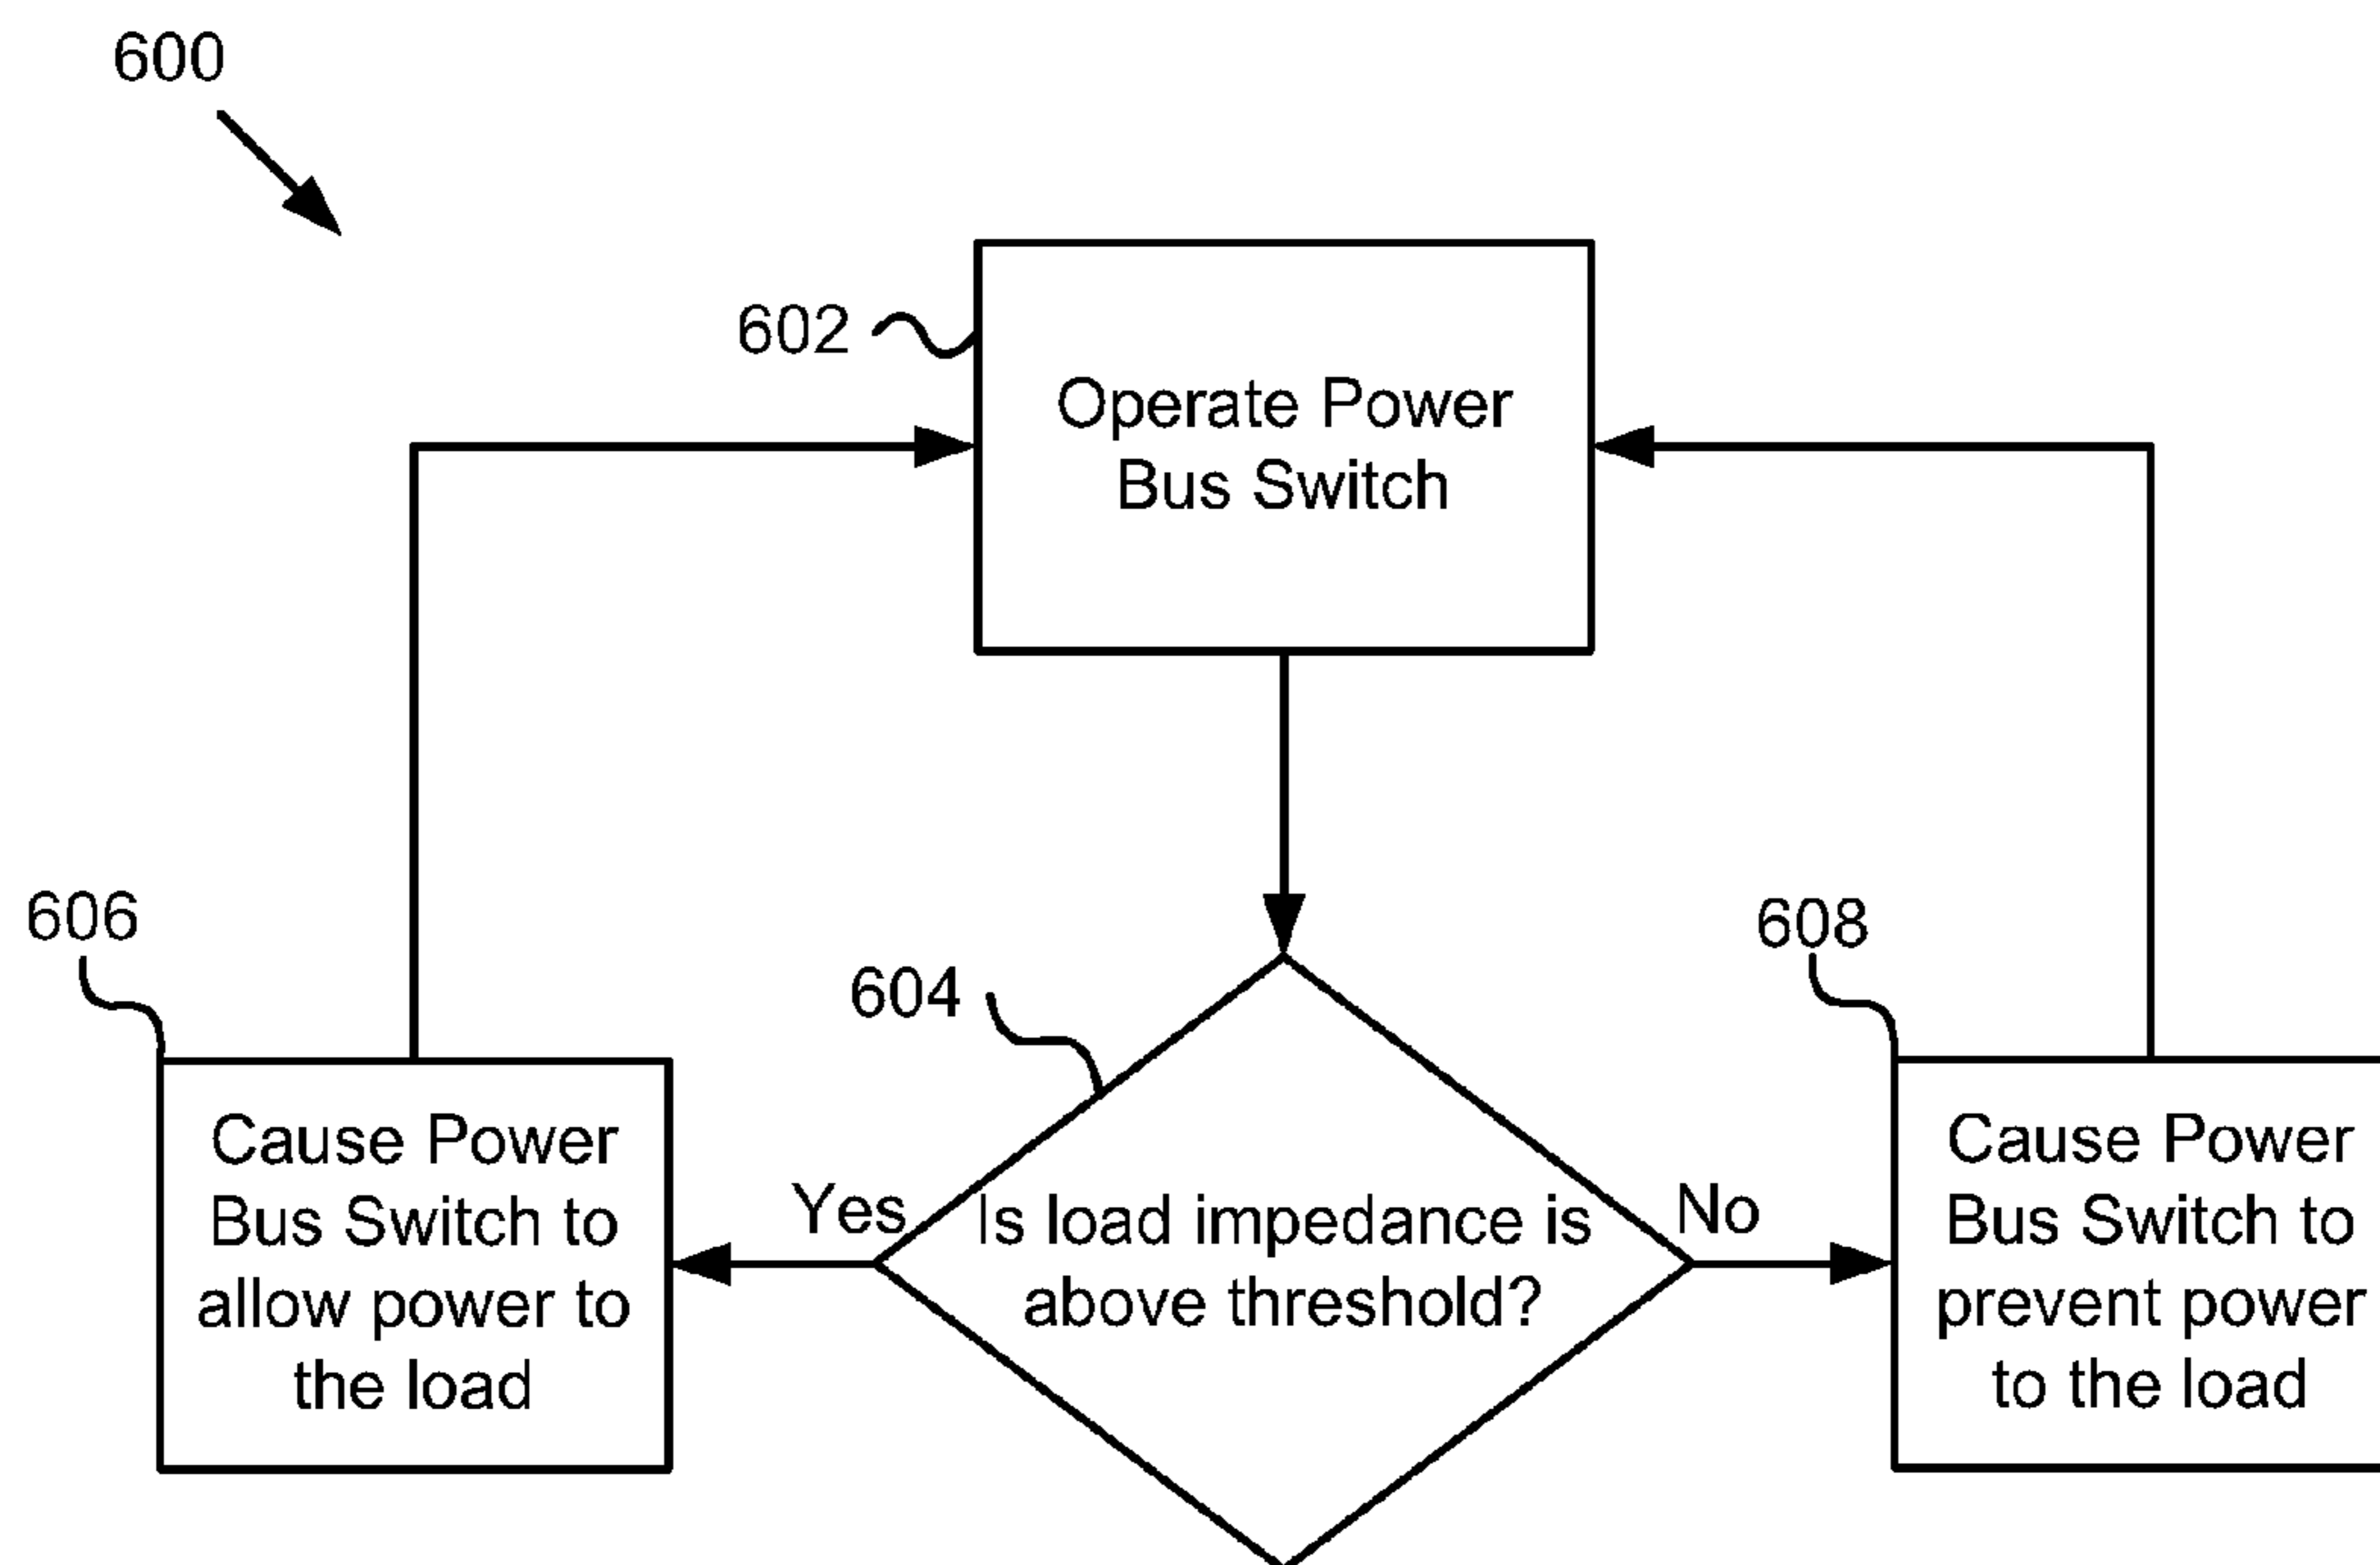 600
602
Operate Power
Bus Switch
606
Cause Power
Bus Switch to
allow power to
the load
604
Yes
Is load impedance is
above threshold?
No
608
Cause Power
Bus Switch to
prevent power
to the load